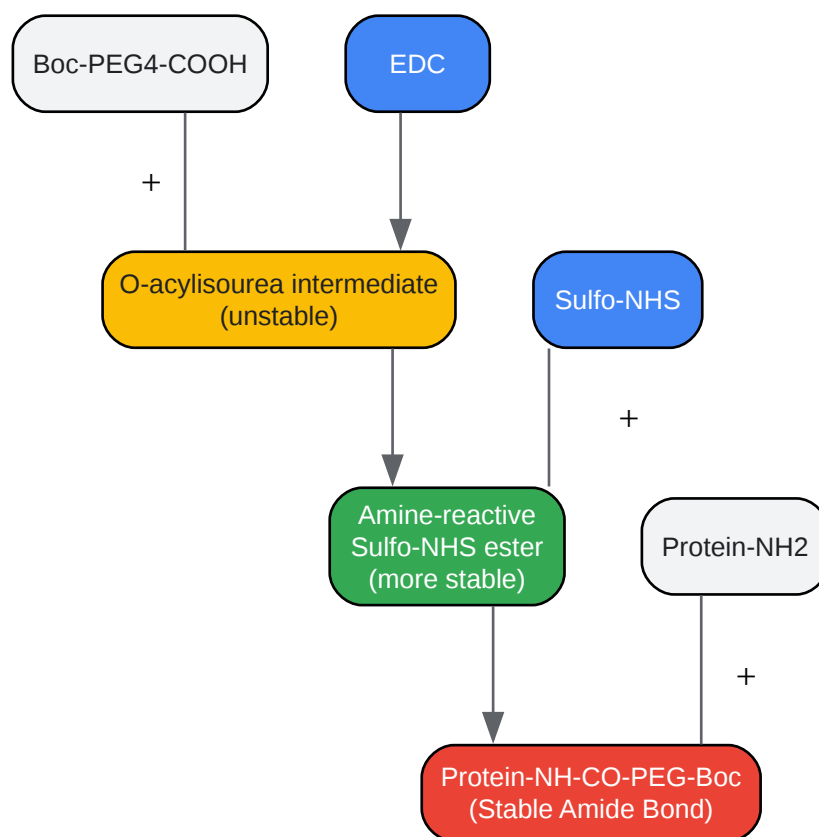 Boc-PEG4-COOH
EDC
+
O-acylisourea intermediate
(unstable)
Sulfo-NHS
+
Amine-reactive
Sulfo-NHS ester
(more stable)
Protein-NH2
+
Protein-NH-CO-PEG-Boc
(Stable Amide Bond)